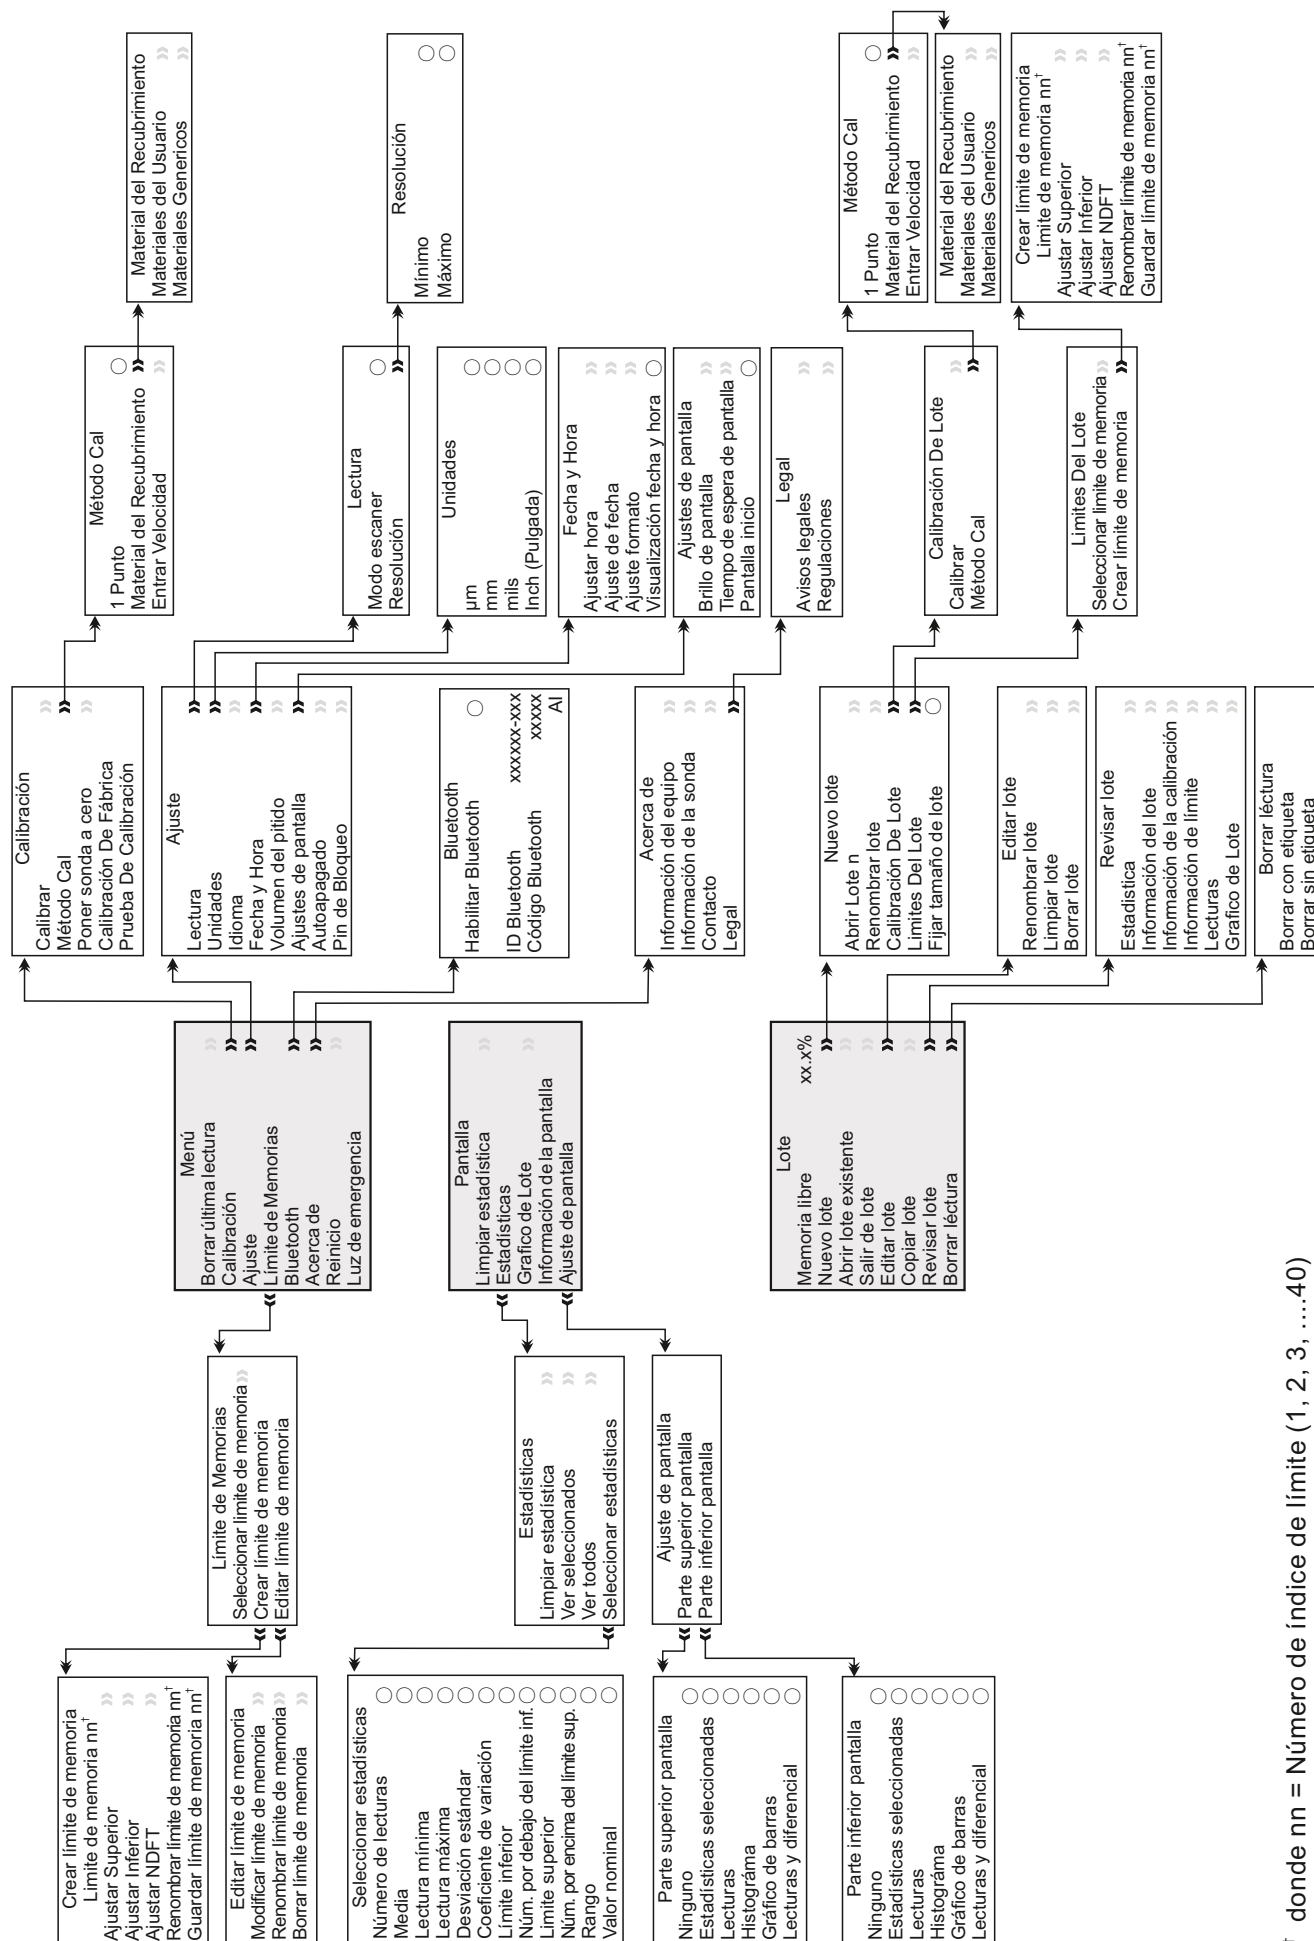 Crear límite de memoria
Limite de memoria nn†
Ajustar Superior
Ajustar Inferior
Ajustar NDFT
Renombrar límite de memoria nn†
Guardar límite de memoria nn†
Editar límite de memoria
Modificar límite de memoria
Renombrar límite de memoria
Borrar límite de memoria
Seleccionar estadísticas
Número de lecturas
Media
Lectura mínima
Lectura máxima
Desviación estándar
Coeficiente de variación
Límite inferior
Núm. por debajo del límite inf.
Limite superior
Núm. por encima del limite sup.
Rango
Valor nominal
Parte superior pantalla
Ninguno
Estadísticas seleccionadas
Lecturas
Histográma
Gráfico de barras
Lecturas y diferencial
Parte inferior pantalla
Ninguno
Estadísticas seleccionadas
Lecturas
Histográma
Gráfico de barras
Lecturas y diferencial
Límite de Memorias
Seleccionar limite de memoria
Crear límite de memoria
Editar límite de memoria
Estadísticas
Limpiar estadística
Ver seleccionados
Ver todos
Seleccionar estadísticas
Ajuste de pantalla
Parte superior pantalla
Parte inferior pantalla
Menú
Borrar última lectura
Calibración
Ajuste
Límite de Memorias
Bluetooth
Acerca de
Reinicio
Luz de emergencia
Pantalla
Limpiar estadística
Estadísticas
Grafico de Lote
Información de la pantalla
Ajuste de pantalla
Lote
Memoria libre xx.x%
Nuevo lote
Abrir lote existente
Salir de lote
Editar lote
Copiar lote
Revisar lote
Borrar léctura
Calibración
Calibrar
Método Cal
Poner sonda a cero
Calibración De Fábrica
Prueba De Calibración
Ajuste
Lectura
Unidades
Idioma
Fecha y Hora
Volumen del pitido
Ajustes de pantalla
Autoapagado
Pin de Bloqueo
Bluetooth
Habilitar Bluetooth
ID Bluetooth xxxxxx-xxx
Código Bluetooth xxxxx
AI
Acerca de
Información del equipo
Información de la sonda
Contacto
Legal
Nuevo lote
Abrir Lote n
Renombrar lote
Calibración De Lote
Limites Del Lote
Fijar tamaño de lote
Editar lote
Renombrar lote
Limpiar lote
Borrar lote
Revisar lote
Estadistica
Información del lote
Información de la calibración
Información de límite
Lecturas
Grafico de Lote
Borrar léctura
Borrar con etiqueta
Borrar sin etiqueta
Método Cal
1 Punto
Material del Recubrimiento
Entrar Velocidad
Lectura
Modo escaner
Resolución
Unidades
µm
mm
mils
Inch (Pulgada)
Fecha y Hora
Ajustar hora
Ajuste de fecha
Ajuste formato
Visualización fecha y hora
Ajustes de pantalla
Brillo de pantalla
Tiempo de espera de pantalla
Pantalla inicio
Legal
Avisos legales
Regulaciones
Calibración De Lote
Calibrar
Método Cal
Limites Del Lote
Seleccionar limite de memoria
Crear límite de memoria
Material del Recubrimiento
Materiales del Usuario
Materiales Genericos
Resolución
Mínimo
Máximo
Método Cal
1 Punto
Material del Recubrimiento
Entrar Velocidad
Material del Recubrimiento
Materiales del Usuario
Materiales Genericos
Crear límite de memoria
Limite de memoria nn†
Ajustar Superior
Ajustar Inferior
Ajustar NDFT
Renombrar límite de memoria nn†
Guardar límite de memoria nn†
† donde nn = Número de índice de límite (1, 2, 3, ....40)